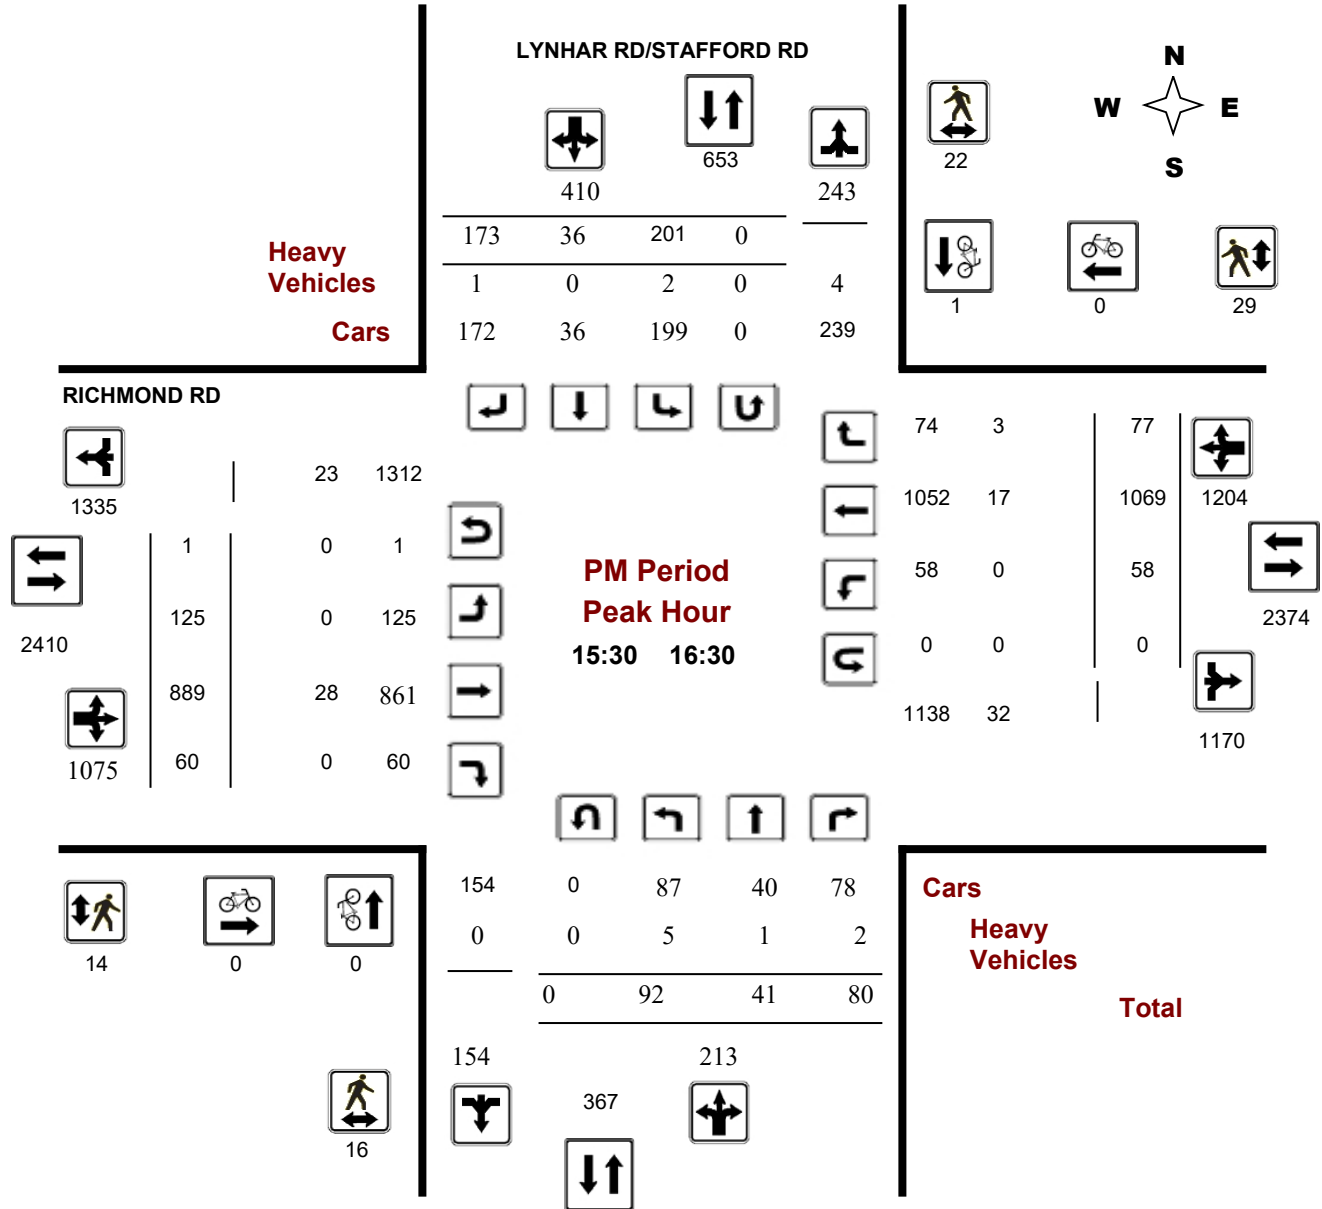 LYNHAR RD/STAFFORD RD
N
W E
S
653
22
410 243
173 36 201 0
Heavy
Vehicles
1 0 2 0 4
1 0 29
Cars
172 36 199 0 239
RICHMOND RD
74 3 77
23 1312
1335
1052 17 1069 1204
1 0 1
PM Period
58 0 58
125 0 125
Peak Hour
2374
2410
15:30 16:30
0 0 0
889 28 861
1138 32
1170
1075 60 0 60
154 0 87 40 78
Cars
0 0 5 1 2
Heavy
Vehicles
14 0 0
0 92 41 80
Total
154 213
367
16